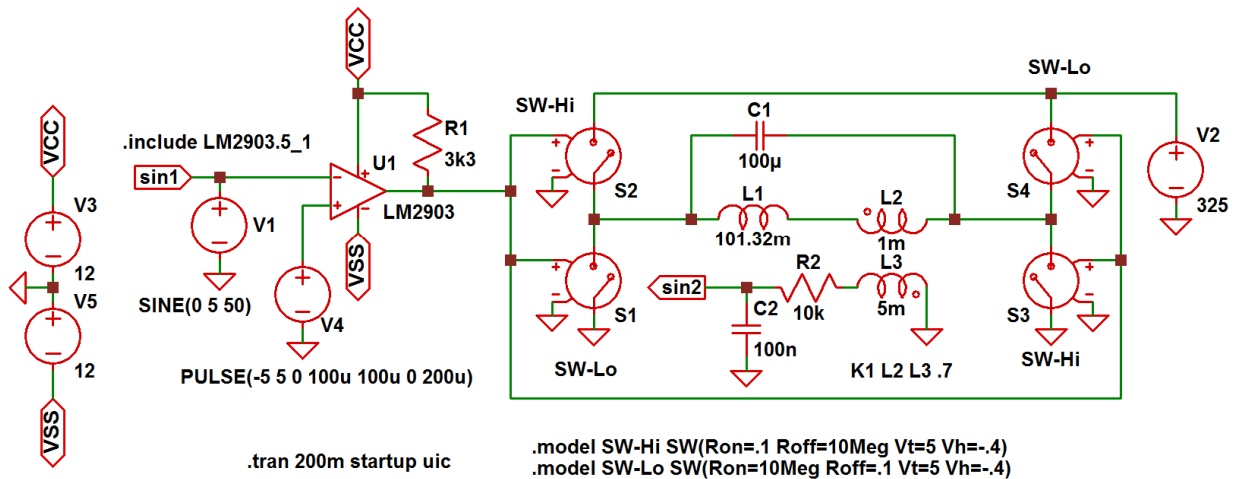 VCC
V3
12
V5
12
VSS
.include LM2903.5_1
sin1
V1
SINE(0 5 50)
VCC
R1
3k3
U1
LM2903
VSS
V4
PULSE(-5 5 0 100u 100u 0 200u)
SW-Hi
S2
S1
SW-Lo
C1
100µ
L1
101.32m
L2
1m
R2
10k
L3
5m
sin2
C2
100n
K1 L2 L3 .7
SW-Lo
S4
S3
SW-Hi
V2
325
.tran 200m startup uic
.model SW-Hi SW(Ron=.1 Roff=10Meg Vt=5 Vh=-.4)
.model SW-Lo SW(Ron=10Meg Roff=.1 Vt=5 Vh=-.4)